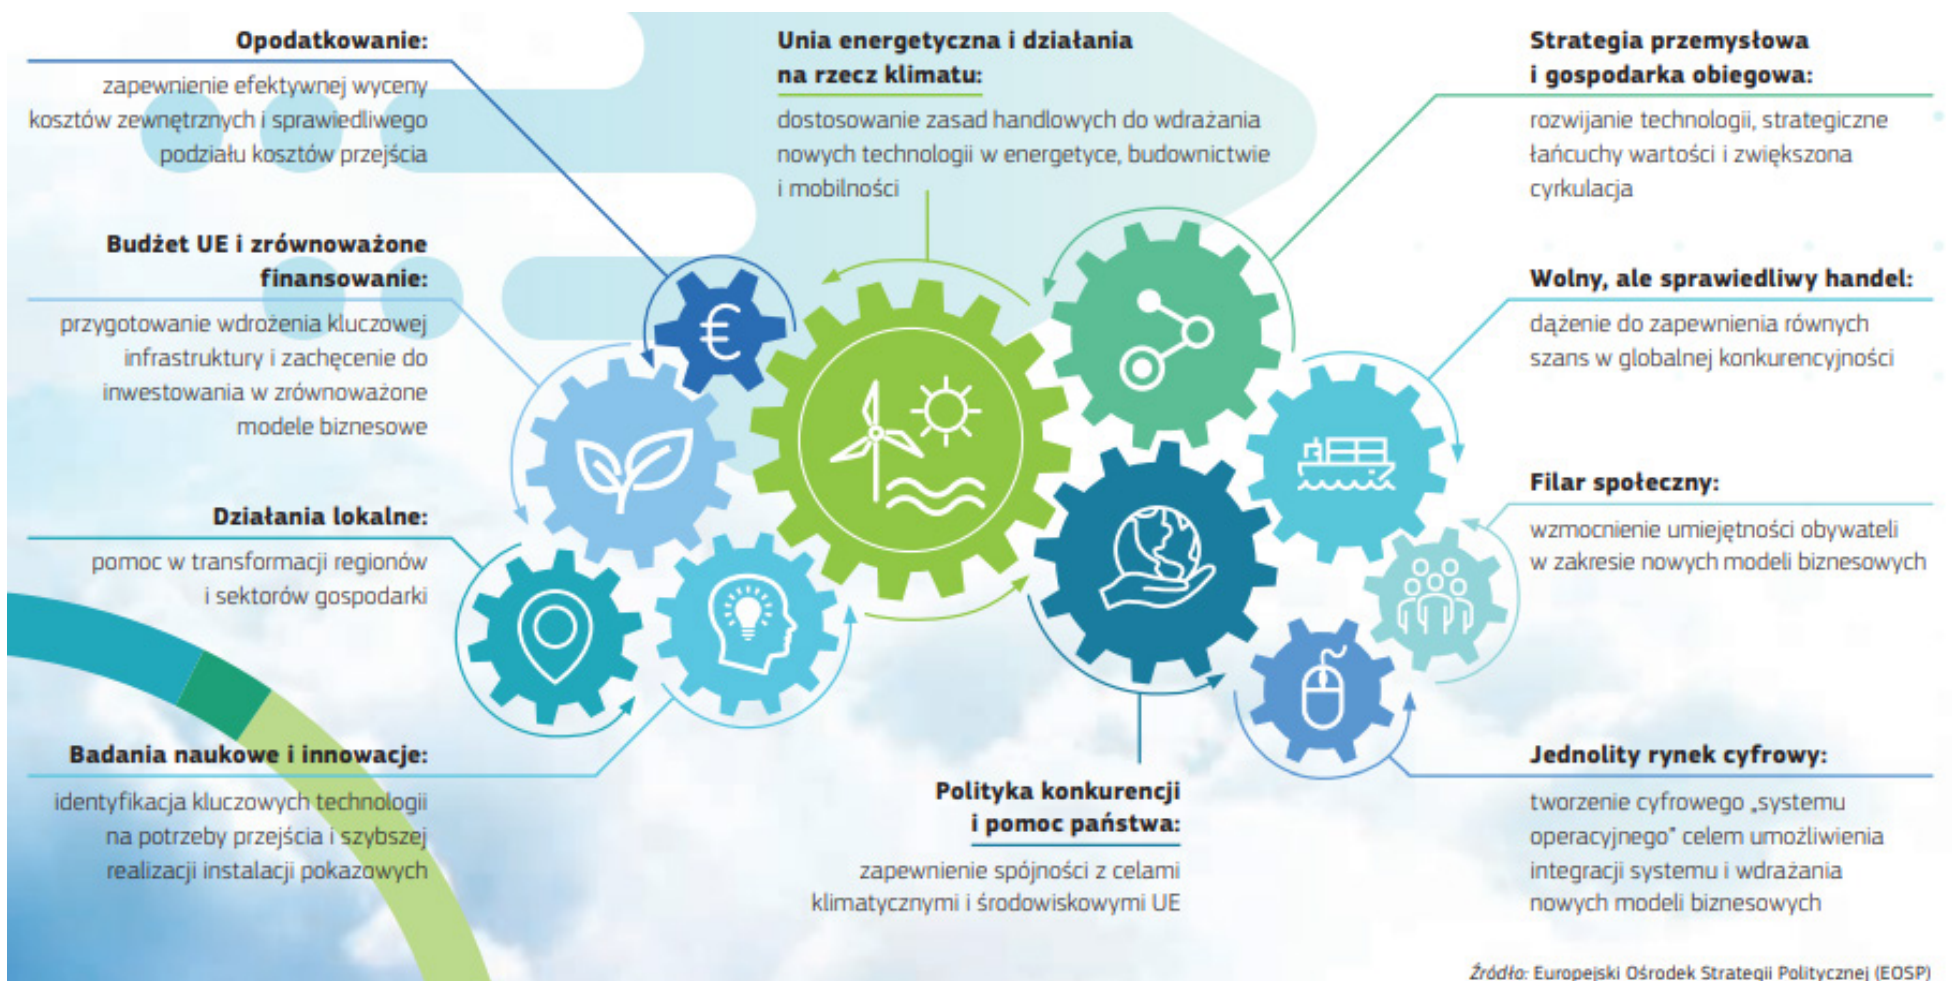 Opodatkowanie:
zapewnienie efektywnej wyceny
kosztów zewnętrznych i sprawiedliwego
podziału kosztów przejścia
Budżet UE i zrównoważone
finansowanie:
przygotowanie wdrożenia kluczowej
infrastruktury i zachęcenie do
inwestowania w zrównoważone
modele biznesowe
Działania lokalne:
pomoc w transformacji regionów
i sektorów gospodarki
Badania naukowe i innowacje:
identyfikacja kluczowych technologii
na potrzeby przejścia i szybszej
realizacji instalacji pokazowych
Unia energetyczna i działania
na rzecz klimatu:
dostosowanie zasad handlowych do wdrażania
nowych technologii w energetyce, budownictwie
i mobilności
€
Polityka konkurencji
i pomoc państwa:
zapewnienie spójności z celami
klimatycznymi i środowiskowymi UE
Strategia przemysłowa
i gospodarka obiegowa:
rozwijanie technologii, strategiczne
łańcuchy wartości i zwiększona
cyrkulacja
Wolny, ale sprawiedliwy handel:
dążenie do zapewnienia równych
szans w globalnej konkurencyjności
Filar społeczny:
wzmocnienie umiejętności obywateli
w zakresie nowych modeli biznesowych
Jednolity rynek cyfrowy:
tworzenie cyfrowego „systemu
operacyjnego” celem umożliwienia
integracji systemu i wdrażania
nowych modeli biznesowych
Źródło: Europejski Ośrodek Strategii Politycznej (EOSP)